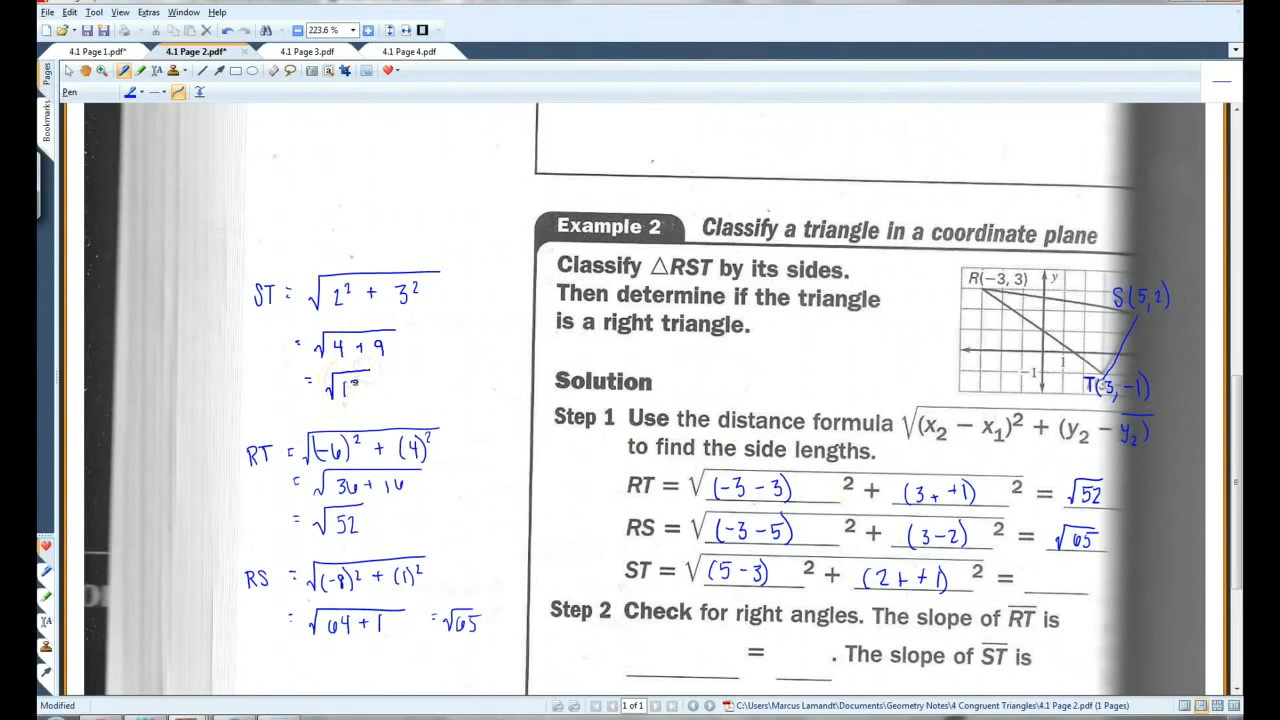 File Edit View Tool Extras Window Help
223.6 %
4.1 Page 1.pdf* 4.1 Page 2.pdf* 4.1 Page 3.pdf 4.1 Page 4.pdf
Pen
Pages
Bookmarks
Example 2 Classify a triangle in a coordinate plane
Classify △RST by its sides.
Then determine if the triangle
is a right triangle.
R(−3, 3) y
S(5,2)
1
−1
T(3,-1)
Solution
Step 1 Use the distance formula √(x₂ − x₁)² + (y₂ − y₂)
to find the side lengths.
RT = √(-3-3)² + (3++1)² = √52
RS = √(-3-5)² + (3-2)² = √65
ST = √(5-3)² + (2++1)² =
Step 2 Check for right angles. The slope of RT is
= . The slope of ST is
ST = √2² + 3²
= √4+9
= √1
RT = √(-6)² + (4)²
= √36+16
= √52
RS = √(-8)² + (1)²
= √64+1 = √65
Modified
1 of 1
C:\Users\Marcus Lamandt\Documents\Geometry Notes\4 Congruent Triangles\4.1 Page 2.pdf (1 Pages)